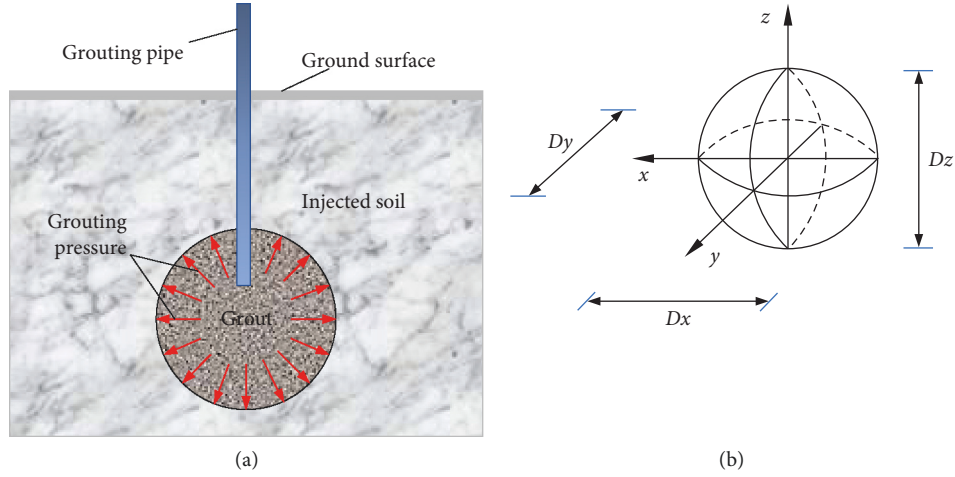 Grouting pipe
Ground surface
Injected soil
Grouting
pressure
Grout
(a)
z
Dy
x
Dz
y
Dx
(b)